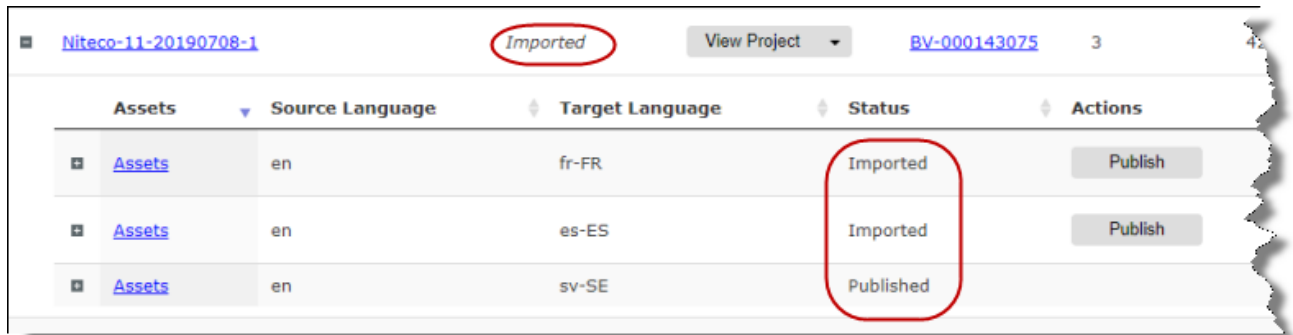 Niteco-11-20190708-1 Imported View Project BV-000143075 3
Assets Source Language Target Language Status Actions
Assets en fr-FR Imported Publish
Assets en es-ES Imported Publish
Assets en sv-SE Published